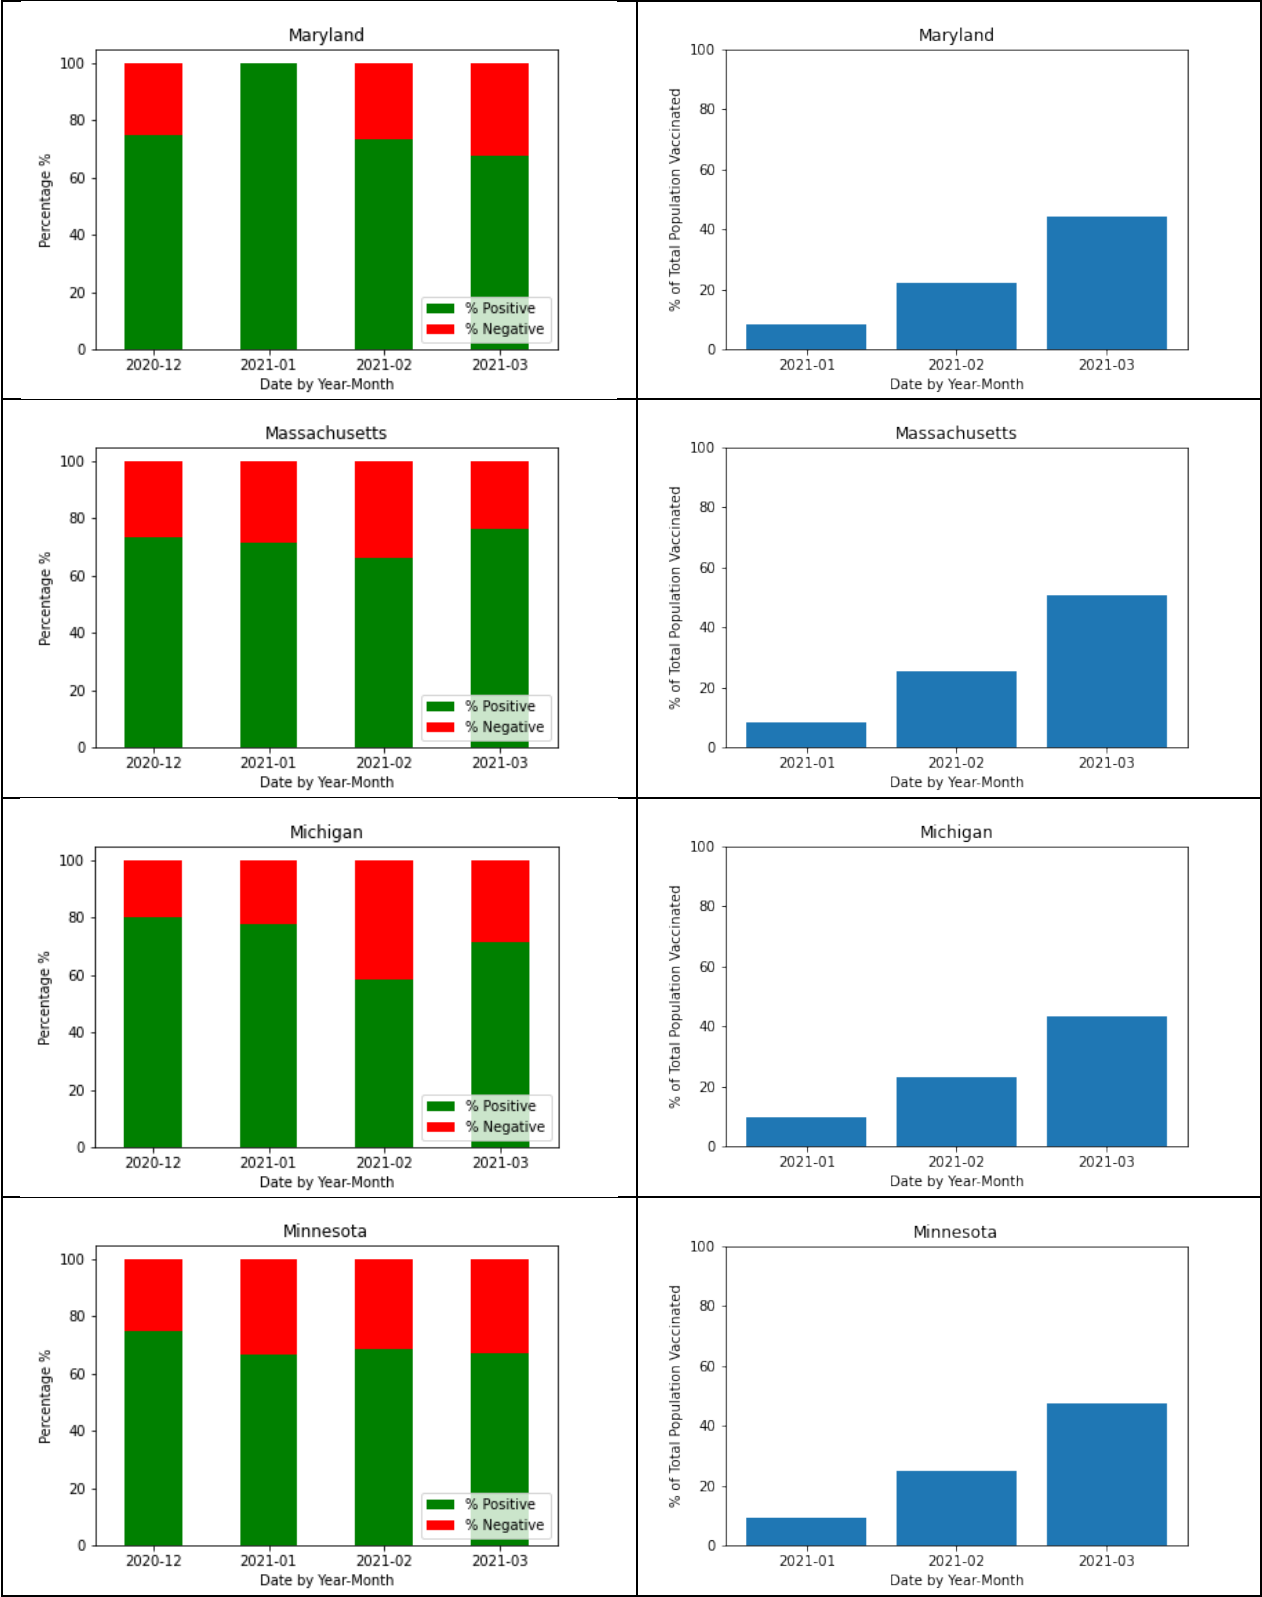 Maryland
100
80
60
40
20
0
Percentage %
% Positive
% Negative
2020-12 2021-01 2021-02 2021-03
Date by Year-Month
Maryland
100
80
60
40
20
0
% of Total Population Vaccinated
2021-01 2021-02 2021-03
Date by Year-Month
Massachusetts
100
80
60
40
20
0
Percentage %
% Positive
% Negative
2020-12 2021-01 2021-02 2021-03
Date by Year-Month
Massachusetts
100
80
60
40
20
0
% of Total Population Vaccinated
2021-01 2021-02 2021-03
Date by Year-Month
Michigan
100
80
60
40
20
0
Percentage %
% Positive
% Negative
2020-12 2021-01 2021-02 2021-03
Date by Year-Month
Michigan
100
80
60
40
20
0
% of Total Population Vaccinated
2021-01 2021-02 2021-03
Date by Year-Month
Minnesota
100
80
60
40
20
0
Percentage %
% Positive
% Negative
2020-12 2021-01 2021-02 2021-03
Date by Year-Month
Minnesota
100
80
60
40
20
0
% of Total Population Vaccinated
2021-01 2021-02 2021-03
Date by Year-Month